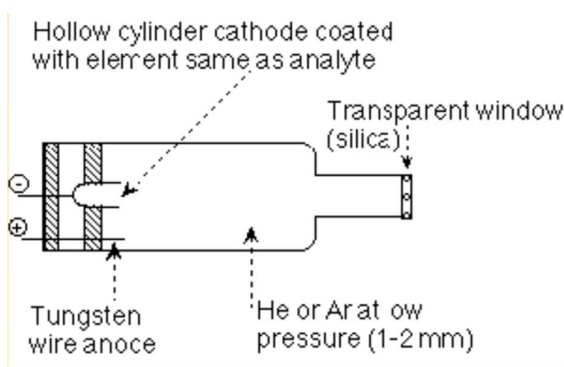 Hollow cylinder cathode coated
with element same as analyte
Transparent window
(silica)
⊖
⊕
Tungsten
wire anoce
He or Ar at ow
pressure (1-2 mm)